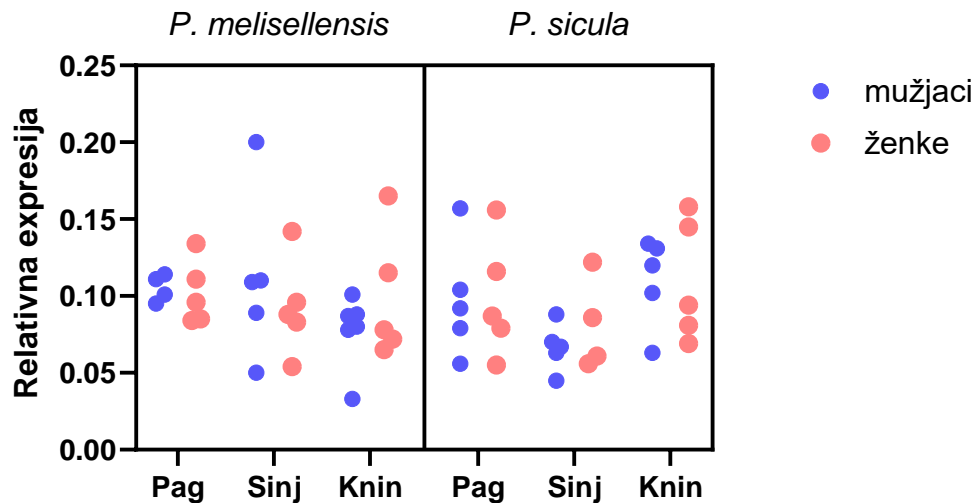 P. melisellensis P. sicula
0.25
0.20
0.15
0.10
0.05
0.00
Relativna expresija
Pag Sinj Knin Pag Sinj Knin
mužjaci
ženke